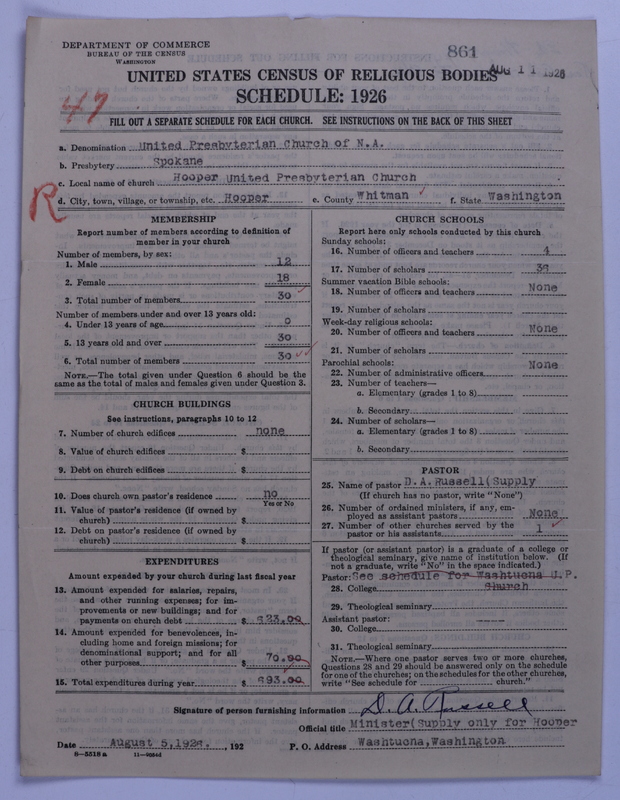 DEPARTMENT OF COMMERCE
BUREAU OF THE CENSUS
WASHINGTON
861
AUG 11 1926
UNITED STATES CENSUS OF RELIGIOUS BODIES
SCHEDULE: 1926
47
FILL OUT A SEPARATE SCHEDULE FOR EACH CHURCH. SEE INSTRUCTIONS ON THE BACK OF THIS SHEET
a. Denomination United Presbyterian Church of N.A.
b. Presbytery Spokane
c. Local name of church Hooper United Presbyterian Church
R
d. City, town, village, or township, etc. Hooper e. County Whitman f. State Washington
MEMBERSHIP
Report number of members according to definition of
member in your church
Number of members, by sex:
1. Male 12
2. Female 18
3. Total number of members 30
Number of members under and over 13 years old:
4. Under 13 years of age 0
5. 13 years old and over 30
6. Total number of members 30
NOTE.—The total given under Question 6 should be
same as the total of males and females given under Question 3.
CHURCH BUILDINGS
See instructions, paragraphs 10 to 12
7. Number of church edifices none
8. Value of church edifices $
9. Debt on church edifices $
10. Does church own pastor's residence no
Yes or No
11. Value of pastor's residence (if owned by
church) $
12. Debt on pastor's residence (if owned by
church) $
EXPENDITURES
Amount expended by your church during last fiscal year
13. Amount expended for salaries, repairs,
and other running expenses; for im-
provements or new buildings; and for
payments on church debt $ 823.00
14. Amount expended for benevolences, in-
cluding home and foreign missions; for
denominational support; and for all
other purposes $ 70.00
15. Total expenditures during year $ 893.00
CHURCH SCHOOLS
Report here only schools conducted by this church
Sunday schools:
16. Number of officers and teachers 4
17. Number of scholars
Summer vacation Bible schools:
18. Number of officers and teachers None
19. Number of scholars
Week-day religious schools:
20. Number of officers and teachers None
21. Number of scholars
Parochial schools:
22. Number of administrative officers None
23. Number of teachers—
a. Elementary (grades 1 to 8)
b. Secondary
24. Number of scholars—
a. Elementary (grades 1 to 8)
b. Secondary
PASTOR
25. Name of pastor D.A. Russell(Supply
(If church has no pastor, write "None")
26. Number of ordained ministers, if any, em-
ployed as assistant pastors None
27. Number of other churches served by the
pastor or his assistants 1
If pastor (or assistant pastor) is a graduate of a college or
theological seminary, give name of institution below. (If
not a graduate, write "No" in the space indicated.)
Pastor: See schedule for Washtucna U.P.
28. College Church
29. Theological seminary
Assistant pastor:
30. College
31. Theological seminary
NOTE.—Where one pastor serves two or more churches,
Questions 28 and 29 should be answered only on the schedule
for one of the churches; on the schedules for the other churches,
write "See schedule for church."
Signature of person furnishing information D. A. Russell
Official title Minister(Supply only for Hooper
Date August 5, 1926., 192 P. O. Address Washtucna,Washington
8—5518 a 11—9584d